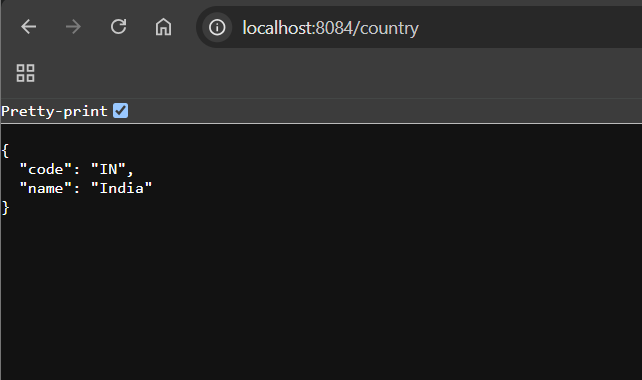 localhost:8084/country
Pretty-print
{
  "code": "IN",
  "name": "India"
}